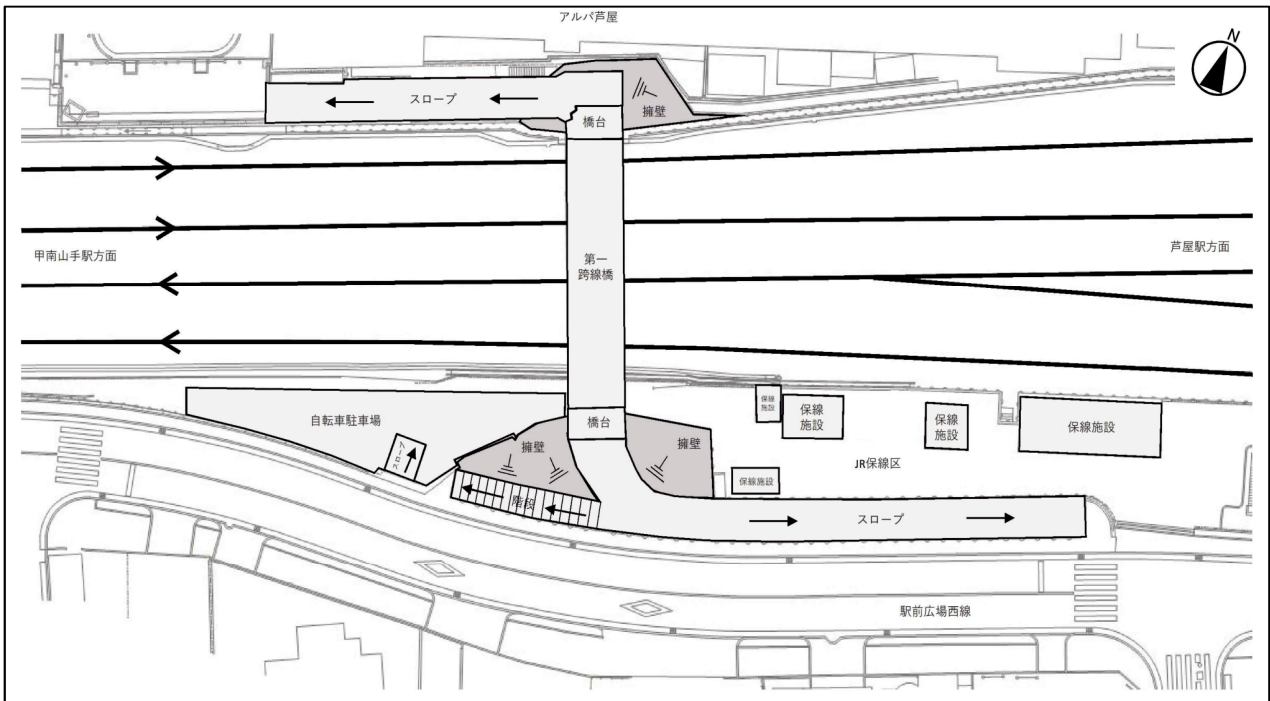 アルパ芦屋
N
スロープ
橋台
擁壁
甲南山手駅方面
第一
跨線橋
芦屋駅方面
自転車駐車場
スロープ
橋台
擁壁
擁壁
階段
保線
施設
保線
施設
保線
施設
保線施設
保線施設
JR保線区
スロープ
駅前広場西線